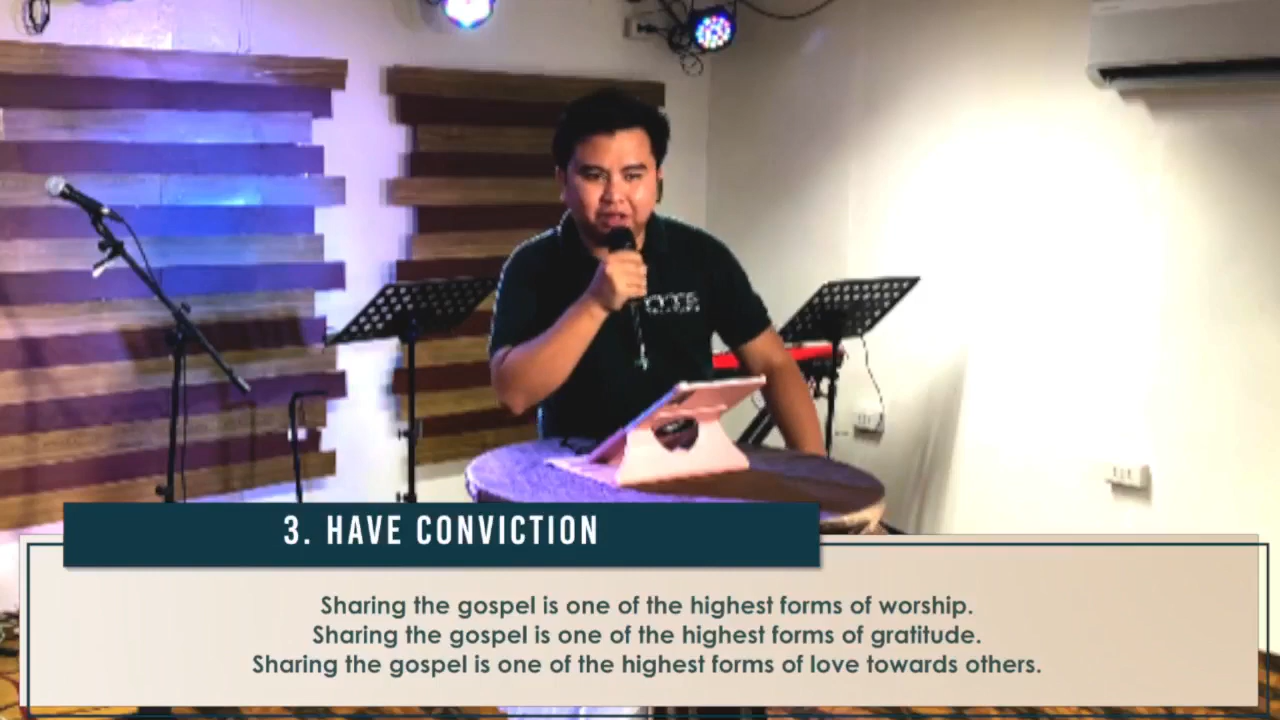 3. HAVE CONVICTION
Sharing the gospel is one of the highest forms of worship.
Sharing the gospel is one of the highest forms of gratitude.
Sharing the gospel is one of the highest forms of love towards others.